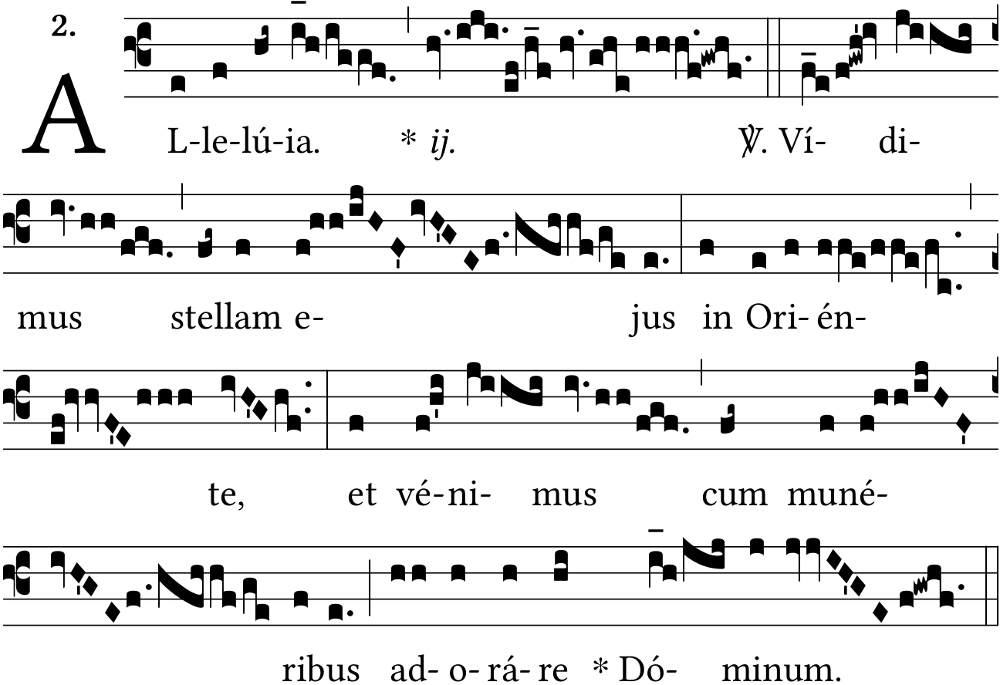 2.
AL-le-lú-ia. * ij. ℣. Ví- di-
mus stellam e- jus in Ori- én-
te, et vé-ni- mus cum muné-
ribus ad- o- rá- re * Dó- minum.